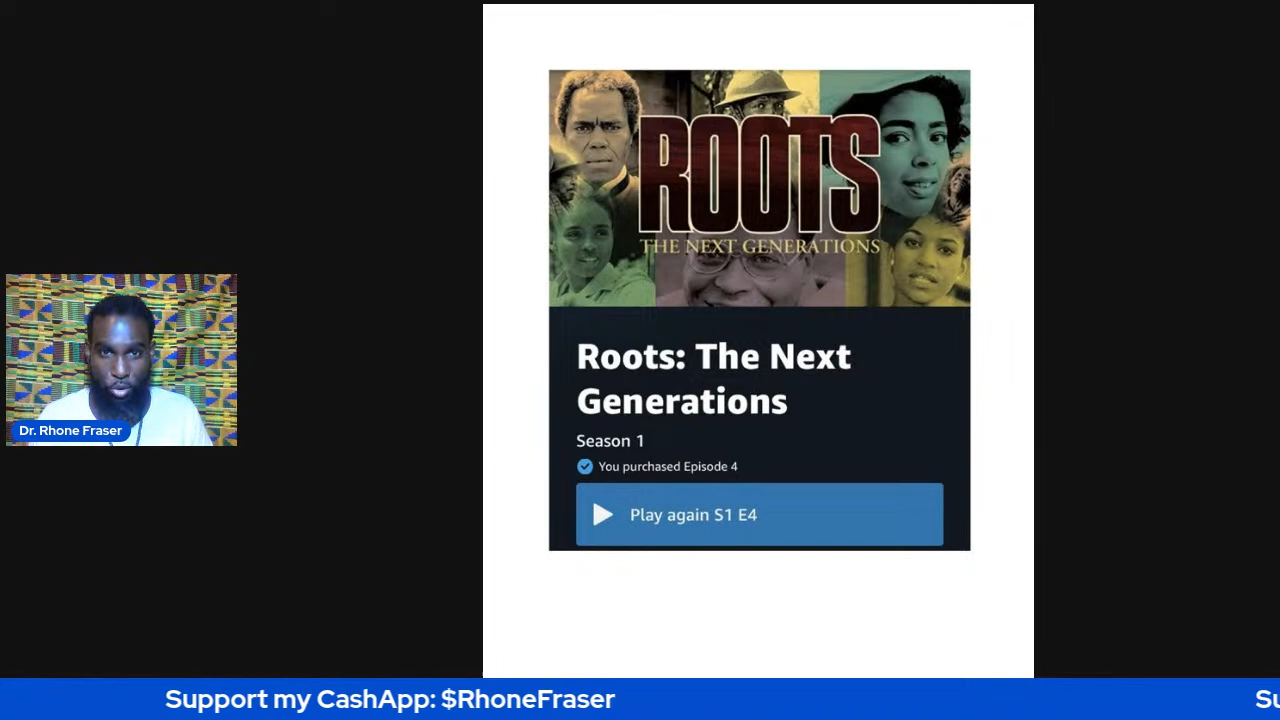 ROOTS
THE NEXT GENERATIONS
Roots: The Next
Generations
Season 1
You purchased Episode 4
Play again S1 E4
Dr. Rhone Fraser
Support my CashApp: $RhoneFraser
Su